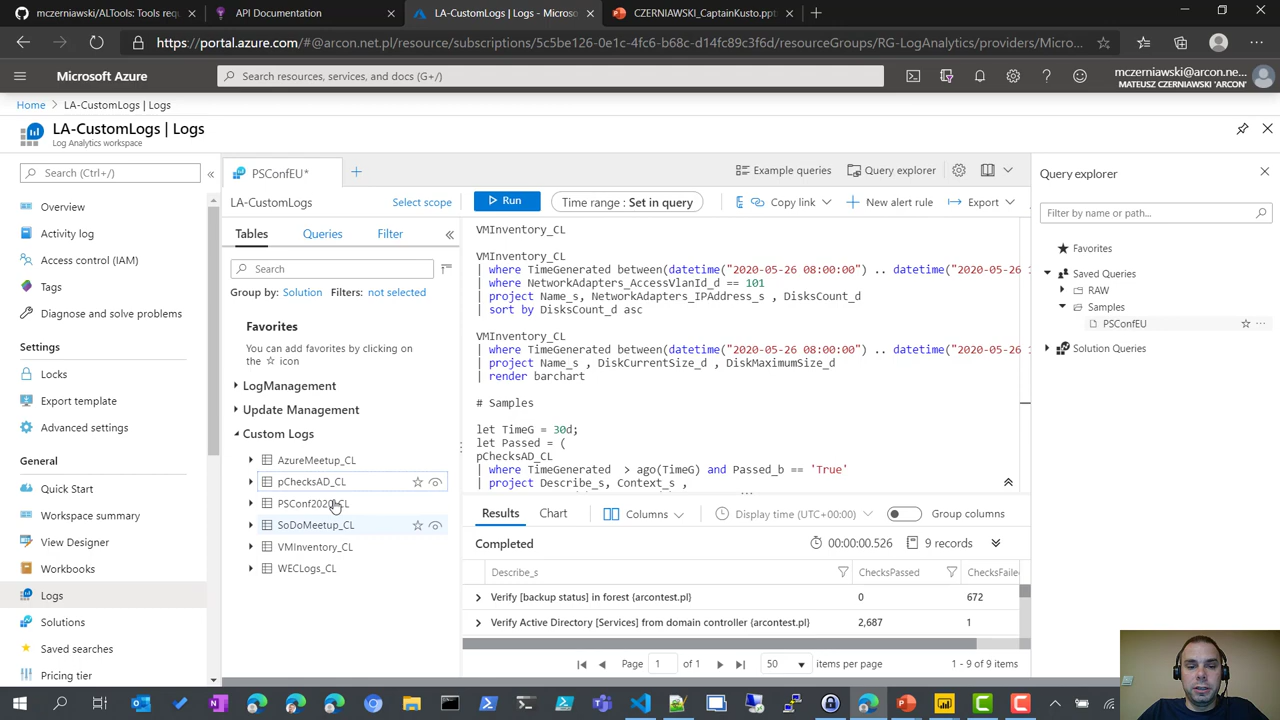 githubmczerniawski/ALTools: Tools requ
API Documentation
LA-CustomLogs | Logs - Microso
CZERNIAWSKI_CaptainKusto.ppt
https://portal.azure.com/#@arcon.net.pl/resource/subscriptions/5c5be126-0e1c-4fc6-b68c-d14fc89c3f6d/resourceGroups/RG-LogAnalytics/providers/Micro...
Microsoft Azure
Search resources, services, and docs (G+/)
mczerniawski@arcon.ne...
MATEUSZ CZERNIAWSKI 'ARCON'
Home > LA-CustomLogs | Logs
LA-CustomLogs | Logs
Log Analytics workspace
Search (Ctrl+/)
Overview
Activity log
Access control (IAM)
Tags
Diagnose and solve problems
Settings
Locks
Export template
Advanced settings
General
Quick Start
Workspace summary
View Designer
Workbooks
Logs
Solutions
Saved searches
Pricing tier
PSConfEU*
Example queries
Query explorer
LA-CustomLogs
Select scope
Run
Time range : Set in query
Copy link
New alert rule
Export
Tables
Queries
Filter
Search
Group by: Solution Filters: not selected
Favorites
You can add favorites by clicking on
the ☆ icon
LogManagement
Update Management
Custom Logs
AzureMeetup_CL
pChecksAD_CL
PSConf2020_CL
SoDoMeetup_CL
VMInventory_CL
WECLogs_CL
VMInventory_CL
VMInventory_CL
| where TimeGenerated between(datetime("2020-05-26 08:00:00") .. datetime("2020-05-26 1
| where NetworkAdapters_AccessVlanId_d == 101
| project Name_s, NetworkAdapters_IPAddress_s , DisksCount_d
| sort by DisksCount_d asc
VMInventory_CL
| where TimeGenerated between(datetime("2020-05-26 08:00:00") .. datetime("2020-05-26 1
| project Name_s , DiskCurrentSize_d , DiskMaximumSize_d
| render barchart
# Samples
let TimeG = 30d;
let Passed = (
pChecksAD_CL
| where TimeGenerated > ago(TimeG) and Passed_b == 'True'
| project Describe_s, Context_s ,
Results
Chart
Columns
Display time (UTC+00:00)
Group columns
Completed
00:00:00.526
9 records
Describe_s
ChecksPassed
ChecksFaile
Verify [backup status] in forest (arcontest.pl)
0
672
Verify Active Directory [Services] from domain controller (arcontest.pl)
2,687
1
Page 1 of 1
50
items per page
1 - 9 of 9 items
Query explorer
Filter by name or path...
Favorites
Saved Queries
RAW
Samples
PSConfEU
Solution Queries